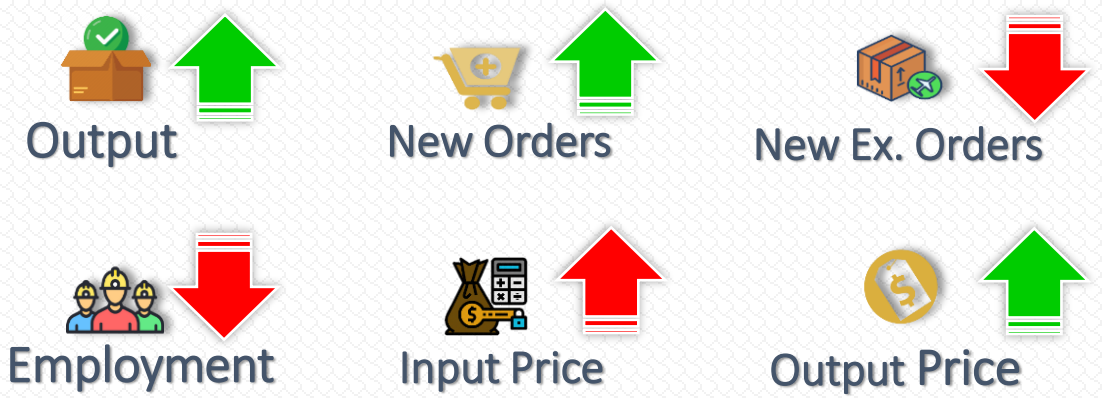 Output
New Orders
New Ex. Orders
Employment
Input Price
Output Price